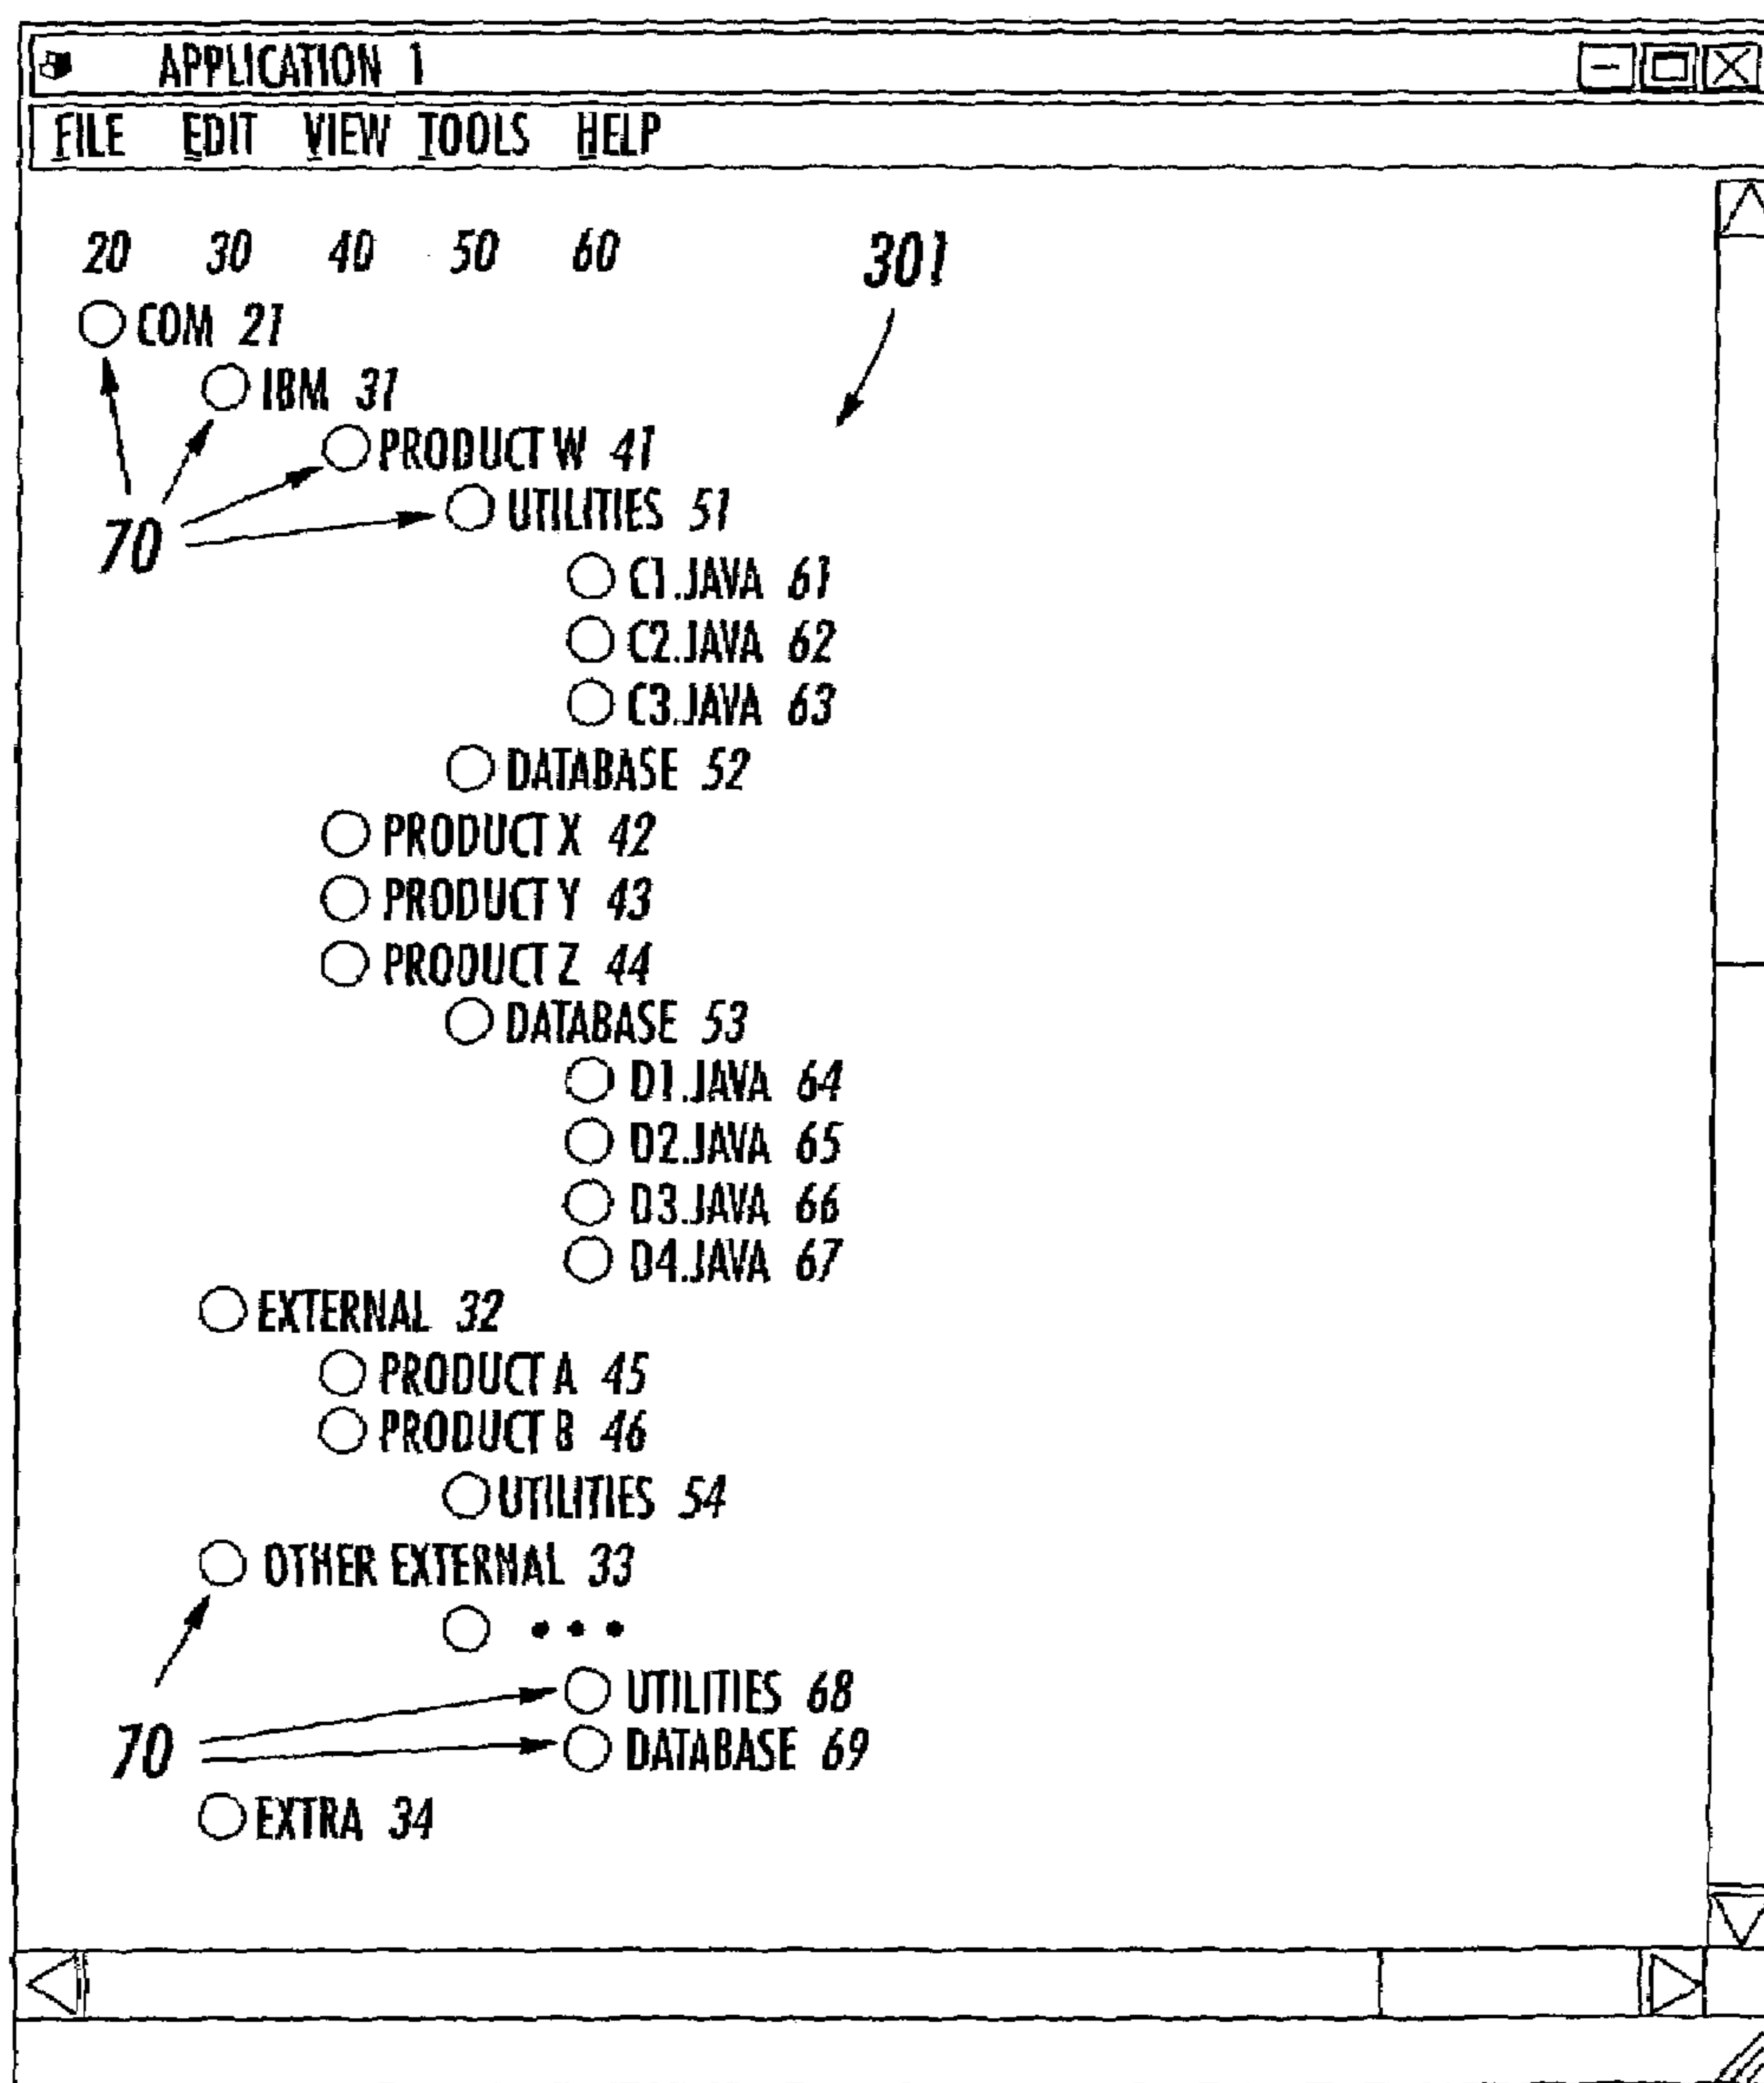 APPLICATION 1
FILE EDIT VIEW TOOLS HELP
20 30 40 50 60 301
COM 21
IBM 31
PRODUCT W 41
UTILITIES 51
70
C1.JAVA 61
C2.JAVA 62
C3.JAVA 63
DATABASE 52
PRODUCT X 42
PRODUCT Y 43
PRODUCT Z 44
DATABASE 53
D1.JAVA 64
D2.JAVA 65
D3.JAVA 66
D4.JAVA 67
EXTERNAL 32
PRODUCT A 45
PRODUCT B 46
UTILITIES 54
OTHER EXTERNAL 33
• • •
UTILITIES 68
70
DATABASE 69
EXTRA 34